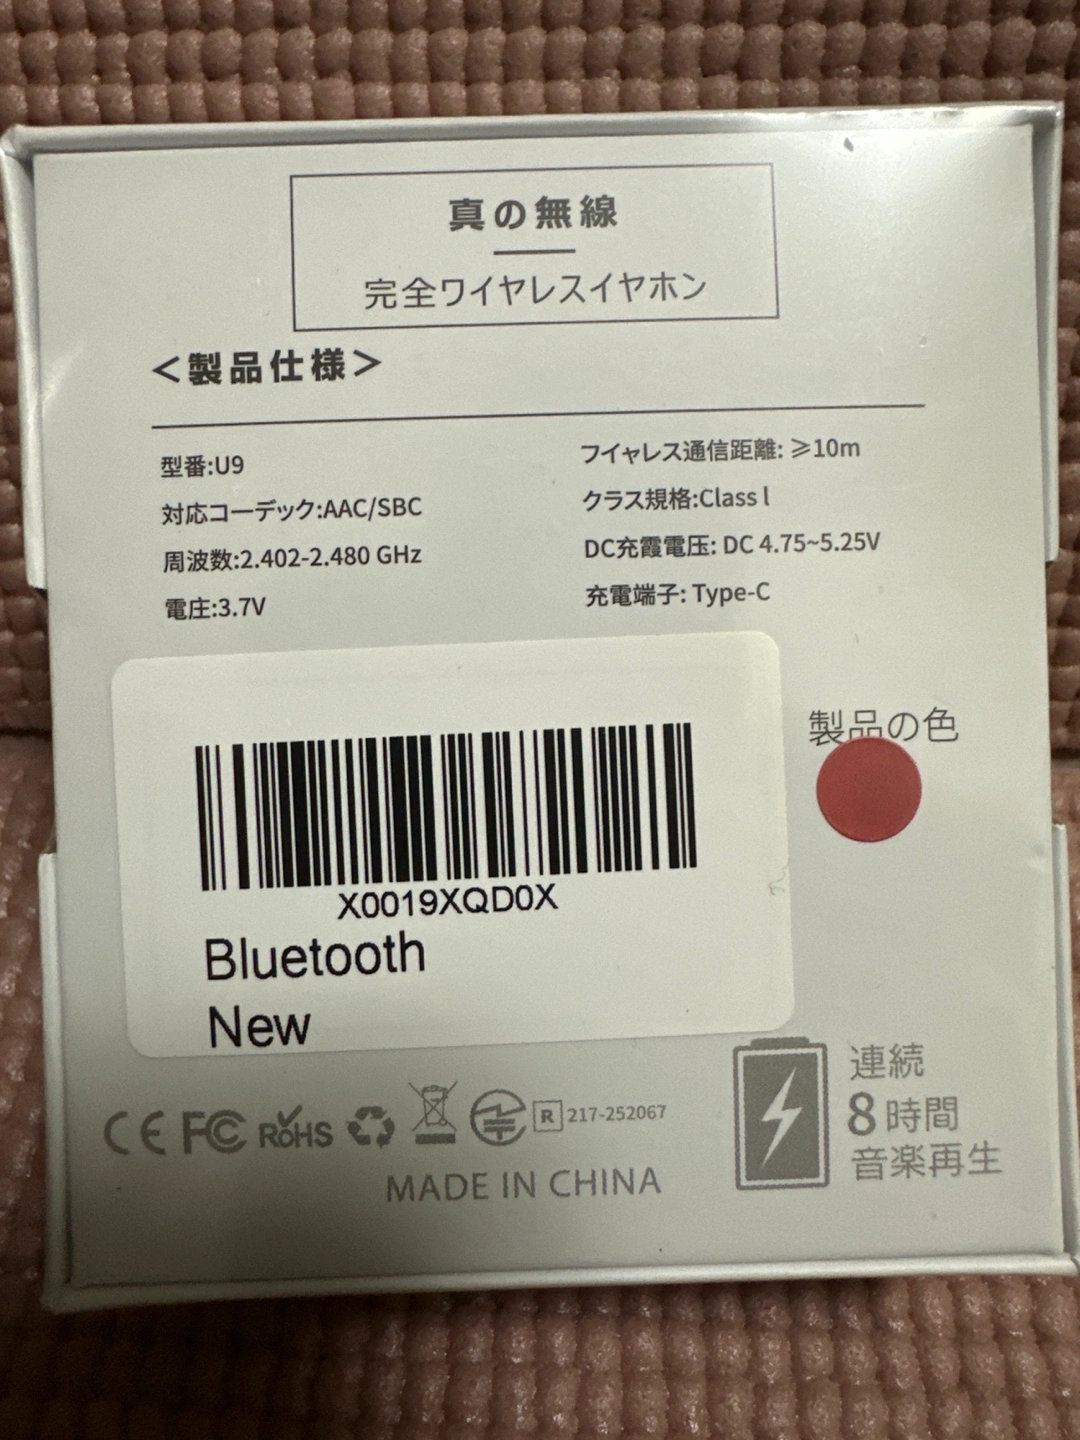 真の無線
完全ワイヤレスイヤホン
＜製品仕様＞
型番:U9
対応コーデック:AAC/SBC
周波数:2.402-2.480 GHz
電庄:3.7V
フイヤレス通信距離: ≥10m
クラス規格:Class l
DC充霞電压: DC 4.75~5.25V
充電端子: Type-C
製品の色
X0019XQD0X
Bluetooth
New
CE FC RoHS R 217-252067
MADE IN CHINA
連続
8時間
音楽再生